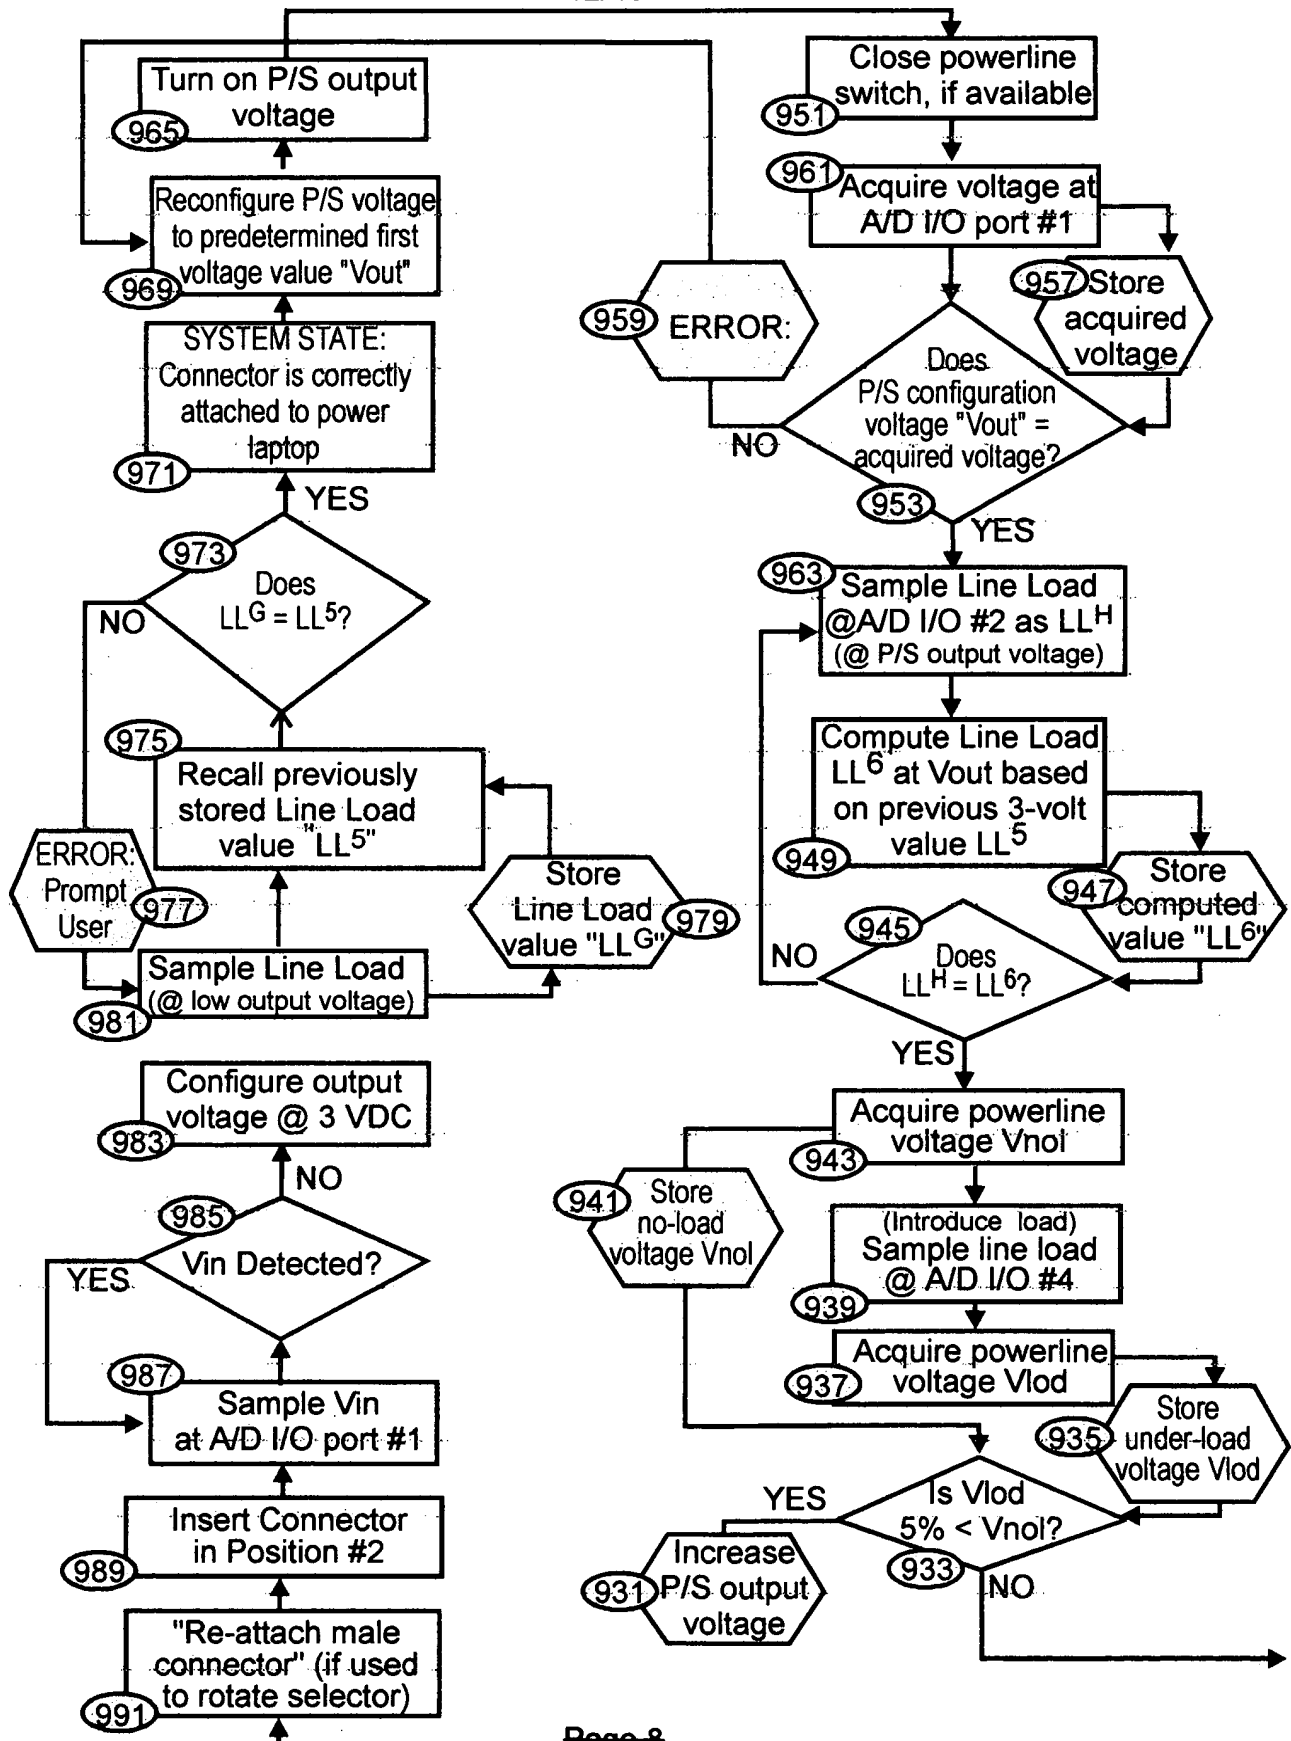 Turn on P/S output
voltage
965
Reconfigure P/S voltage
to predetermined first
voltage value "Vout"
969
SYSTEM STATE:
Connector is correctly
attached to power
laptop
971
YES
973
Does
LLG = LL5?
NO
975
Recall previously
stored Line Load
value "LL5"
ERROR:
Prompt
User
977
Store
Line Load
value "LLG"
979
Sample Line Load
(@ low output voltage)
981
Configure output
voltage @ 3 VDC
983
NO
985
Vin Detected?
YES
987
Sample Vin
at A/D I/O port #1
Insert Connector
in Position #2
989
"Re-attach male
connector" (if used
to rotate selector)
991
Close powerline
switch, if available
951
961
Acquire voltage at
A/D I/O port #1
957
Store
acquired
voltage
959
ERROR:
Does
P/S configuration
voltage "Vout" =
acquired voltage?
NO
953
YES
963
Sample Line Load
@A/D I/O #2 as LLH
(@ P/S output voltage)
Compute Line Load
LL6 at Vout based
on previous 3-volt
value LL5
949
947
Store
computed
value "LL6"
945
NO
Does
LLH = LL6?
YES
Acquire powerline
voltage Vnol
943
941
Store
no-load
voltage Vnol
(Introduce load)
Sample line load
@ A/D I/O #4
939
Acquire powerline
voltage Vlod
937
935
Store
under-load
voltage Vlod
YES
Is Vlod
5% < Vnol?
933
NO
931
Increase
P/S output
voltage
Page 8